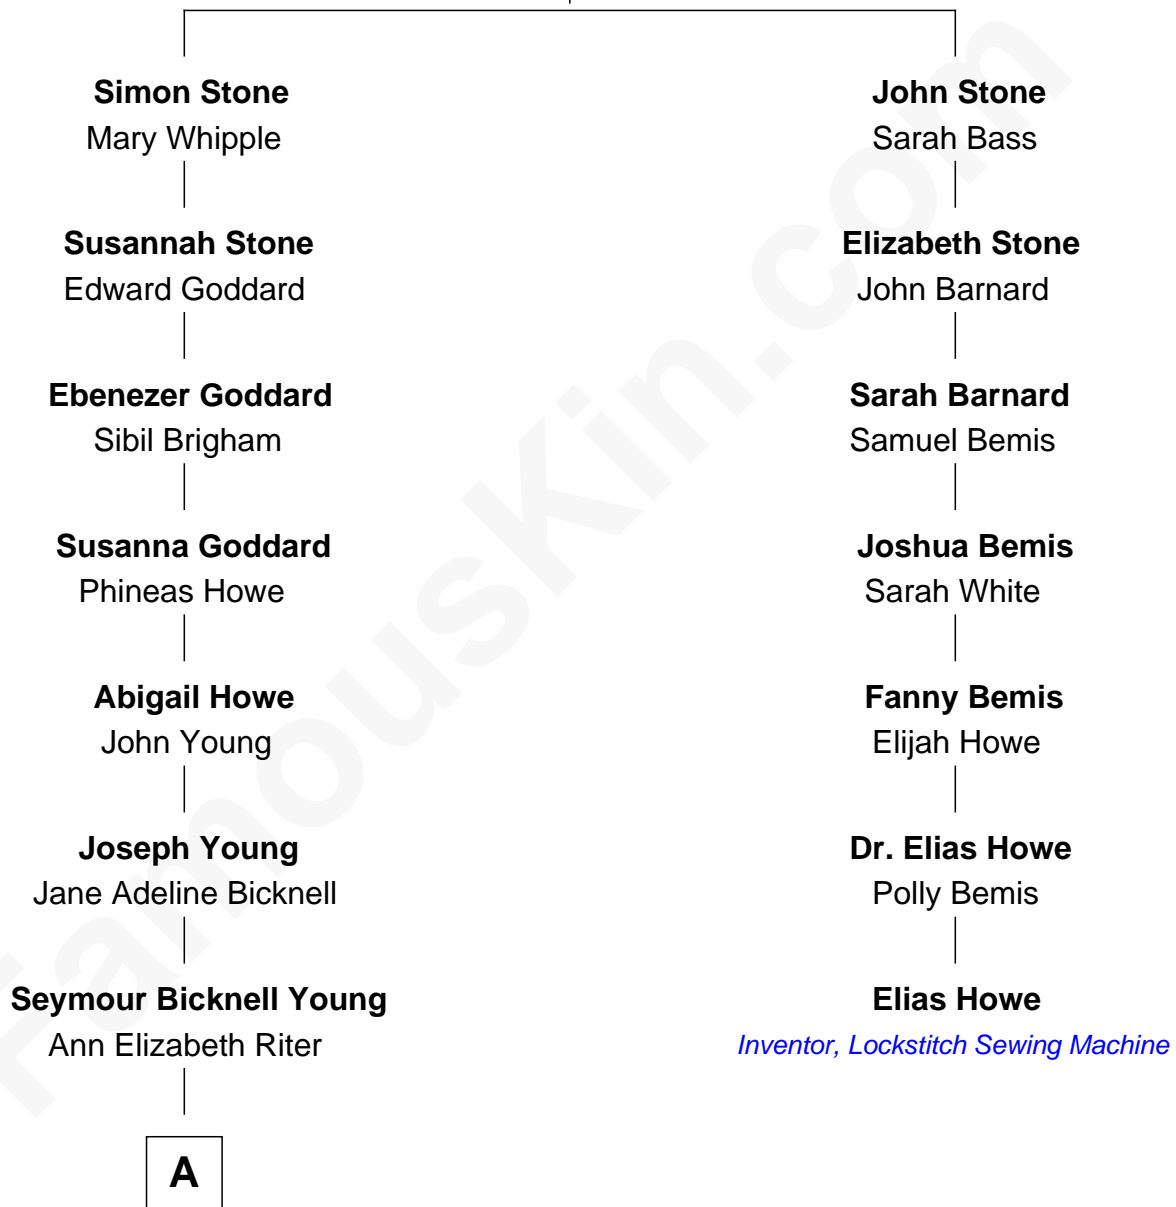 Simon Stone
Mary Whipple
Susannah Stone
Edward Goddard
Ebenezer Goddard
Sibil Brigham
Susanna Goddard
Phineas Howe
Abigail Howe
John Young
Joseph Young
Jane Adeline Bicknell
Seymour Bicknell Young
Ann Elizabeth Riter
A
John Stone
Sarah Bass
Elizabeth Stone
John Barnard
Sarah Barnard
Samuel Bemis
Joshua Bemis
Sarah White
Fanny Bemis
Elijah Howe
Dr. Elias Howe
Polly Bemis
Elias Howe
Inventor, Lockstitch Sewing Machine
FamousKin.com